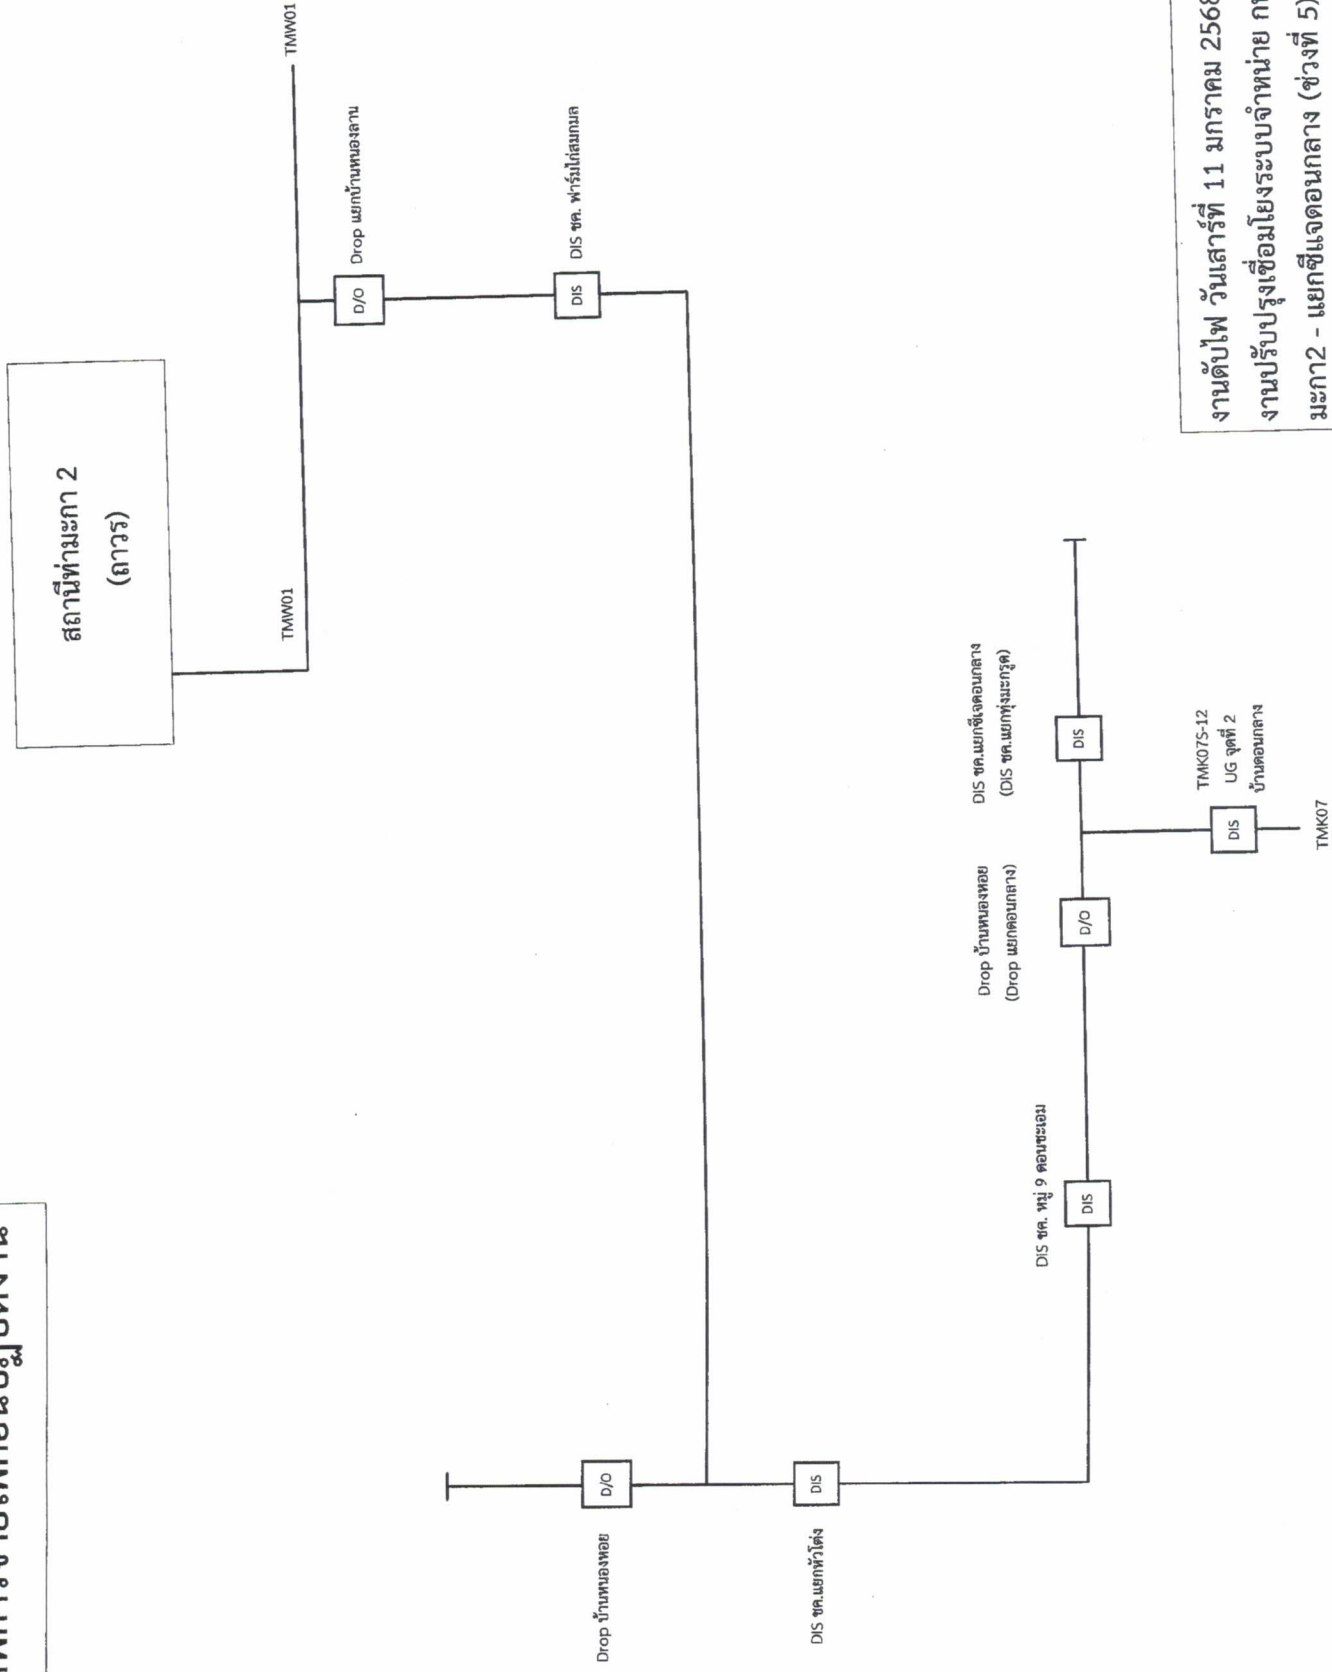 สถานีท่ามะกา 2
(ถาวร)
TMW01
TMW01
D/O
Drop แยกบ้านหนองลาน
DIS
DIS ชค. ฟาร์มไก่สมกมล
D/O
Drop บ้านหนองหอย
DIS
DIS ชค.แยกหัวโต่ง
DIS ชค. หมู่ 9 ดอนชะเอม
DIS
Drop บ้านหนองหอย
(Drop แยกดอนกลาง)
D/O
DIS ชค.แยกซีเจดอนกลาง
(DIS ชค.แยกทุ่งมะกรูด)
DIS
TMK07S-12
UG จุดที่ 2
บ้านดอนกลาง
DIS
TMK07
งานดับไฟ วันเสาร์ที่ 11 มกราคม 2568
งานปรับปรุงเชื่อมโยงระบบจำหน่าย
มะกา2 - แยกซีแจดอนกลาง (ช่วงที่ 5)